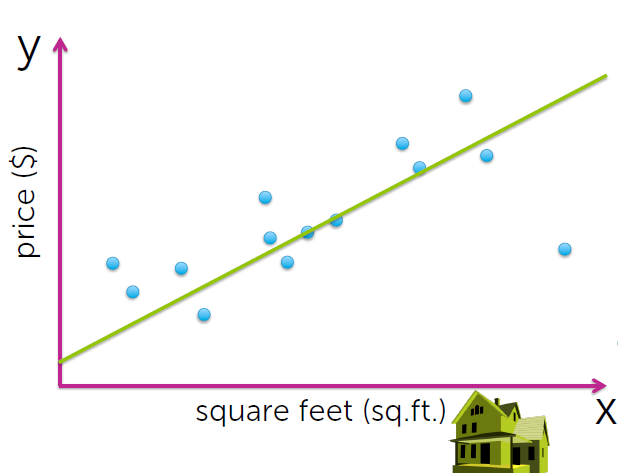 y
price ($)
square feet (sq.ft.)
x